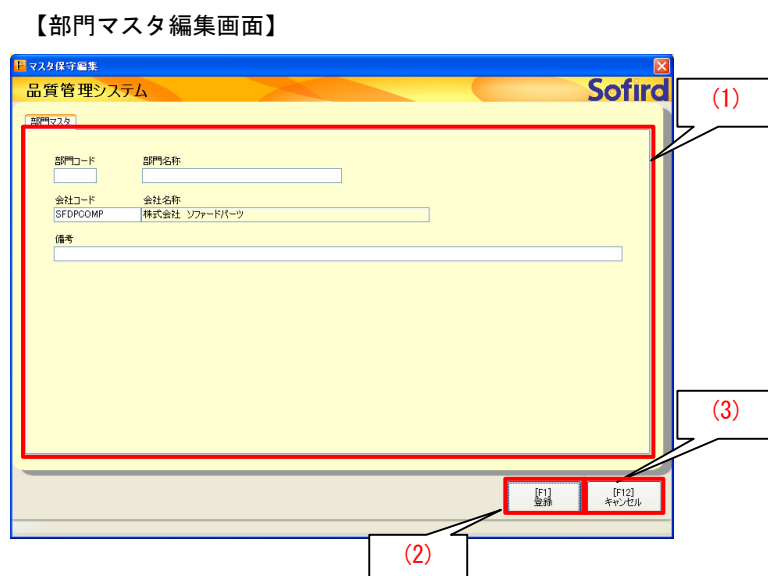 【部門マスタ編集画面】
マスタ保守編集
品質管理システム
Sofird
(1)
部門マスタ
部門コード 部門名称
会社コード 会社名称
SFDPCOMP 株式会社 ソファードパーツ
備考
(3)
[F1] [F12]
登録 キャンセル
(2)